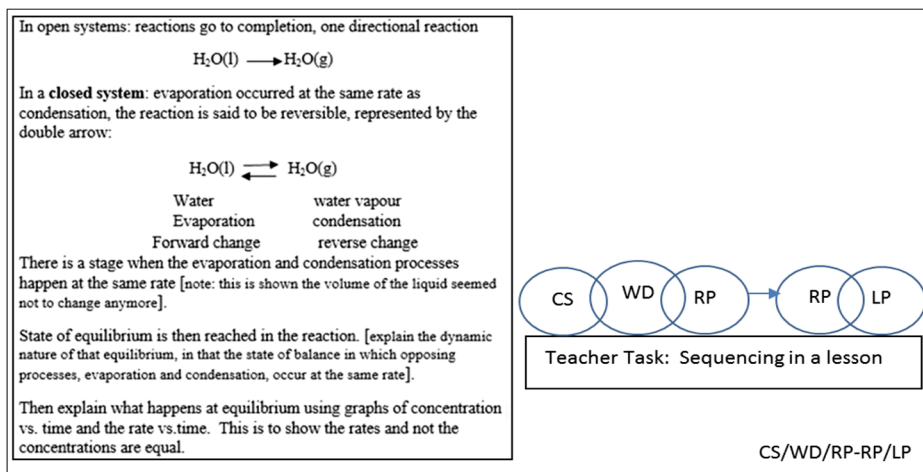 In open systems: reactions go to completion, one directional reaction
H₂O(l) ⟶ H₂O(g)
In a closed system: evaporation occurred at the same rate as
condensation, the reaction is said to be reversible, represented by the
double arrow:
H₂O(l) ⇌ H₂O(g)
Water water vapour
Evaporation condensation
Forward change reverse change
There is a stage when the evaporation and condensation processes
happen at the same rate [note: this is shown the volume of the liquid seemed
not to change anymore].
State of equilibrium is then reached in the reaction. [explain the dynamic
nature of that equilibrium, in that the state of balance in which opposing
processes, evaporation and condensation, occur at the same rate].
Then explain what happens at equilibrium using graphs of concentration
vs. time and the rate vs.time. This is to show the rates and not the
concentrations are equal.
CS WD RP RP LP
Teacher Task: Sequencing in a lesson
CS/WD/RP-RP/LP